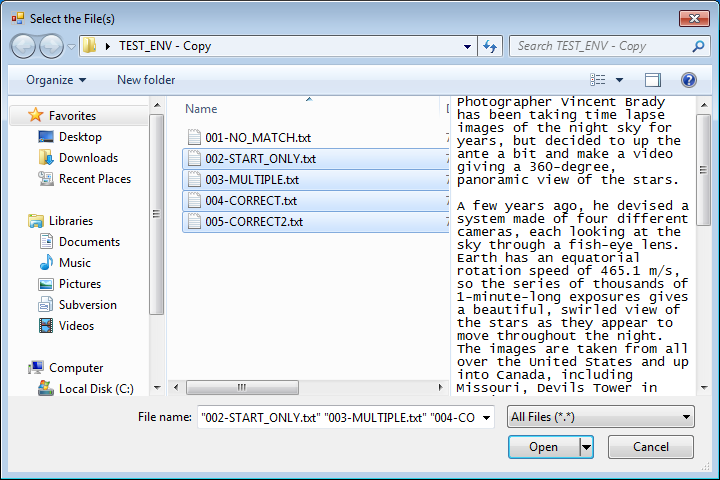 Select the File(s)
TEST_ENV - Copy
Search TEST_ENV - Copy
Organize
New folder
Favorites
Desktop
Downloads
Recent Places
Libraries
Documents
Music
Pictures
Subversion
Videos
Computer
Local Disk (C:)
Name
001-NO_MATCH.txt
002-START_ONLY.txt
003-MULTIPLE.txt
004-CORRECT.txt
005-CORRECT2.txt
Photographer Vincent Brady
has been taking time lapse
images of the night sky for
years, but decided to up the
ante a bit and make a video
giving a 360-degree,
panoramic view of the stars.
A few years ago, he devised a
system made of four different
cameras, each looking at the
sky through a fish-eye lens.
Earth has an equatorial
rotation speed of 465.1 m/s,
so the series of thousands of
1-minute-long exposures gives
a beautiful, swirled view of
the stars as they appear to
move throughout the night.
The images are taken from all
over the United States and up
into Canada, including
Missouri, Devils Tower in
File name:
"002-START_ONLY.txt" "003-MULTIPLE.txt" "004-CO
All Files (*.*)
Open
Cancel